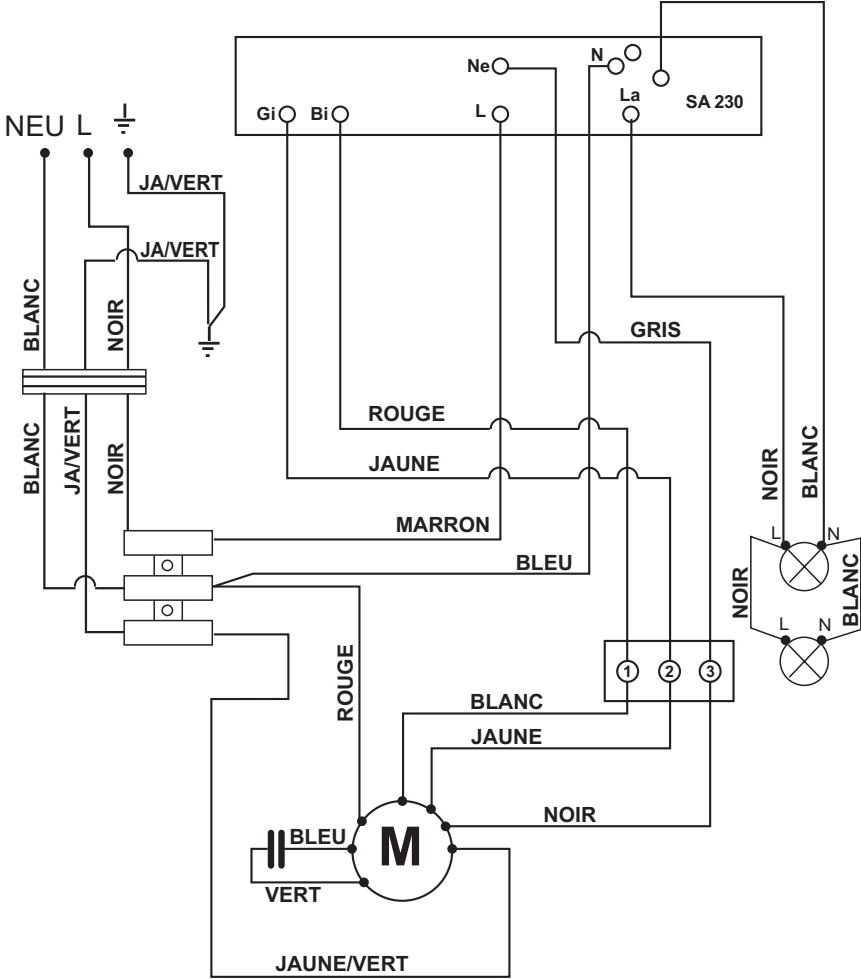 Ne
N
La
SA 230
Gi
Bi
L
NEU
L
JA/VERT
JA/VERT
BLANC
NOIR
GRIS
ROUGE
BLANC
JA/VERT
NOIR
JAUNE
NOIR
BLANC
MARRON
L
N
BLEU
NOIR
BLANC
L
N
ROUGE
1
2
3
BLANC
JAUNE
NOIR
BLEU
M
VERT
JAUNE/VERT